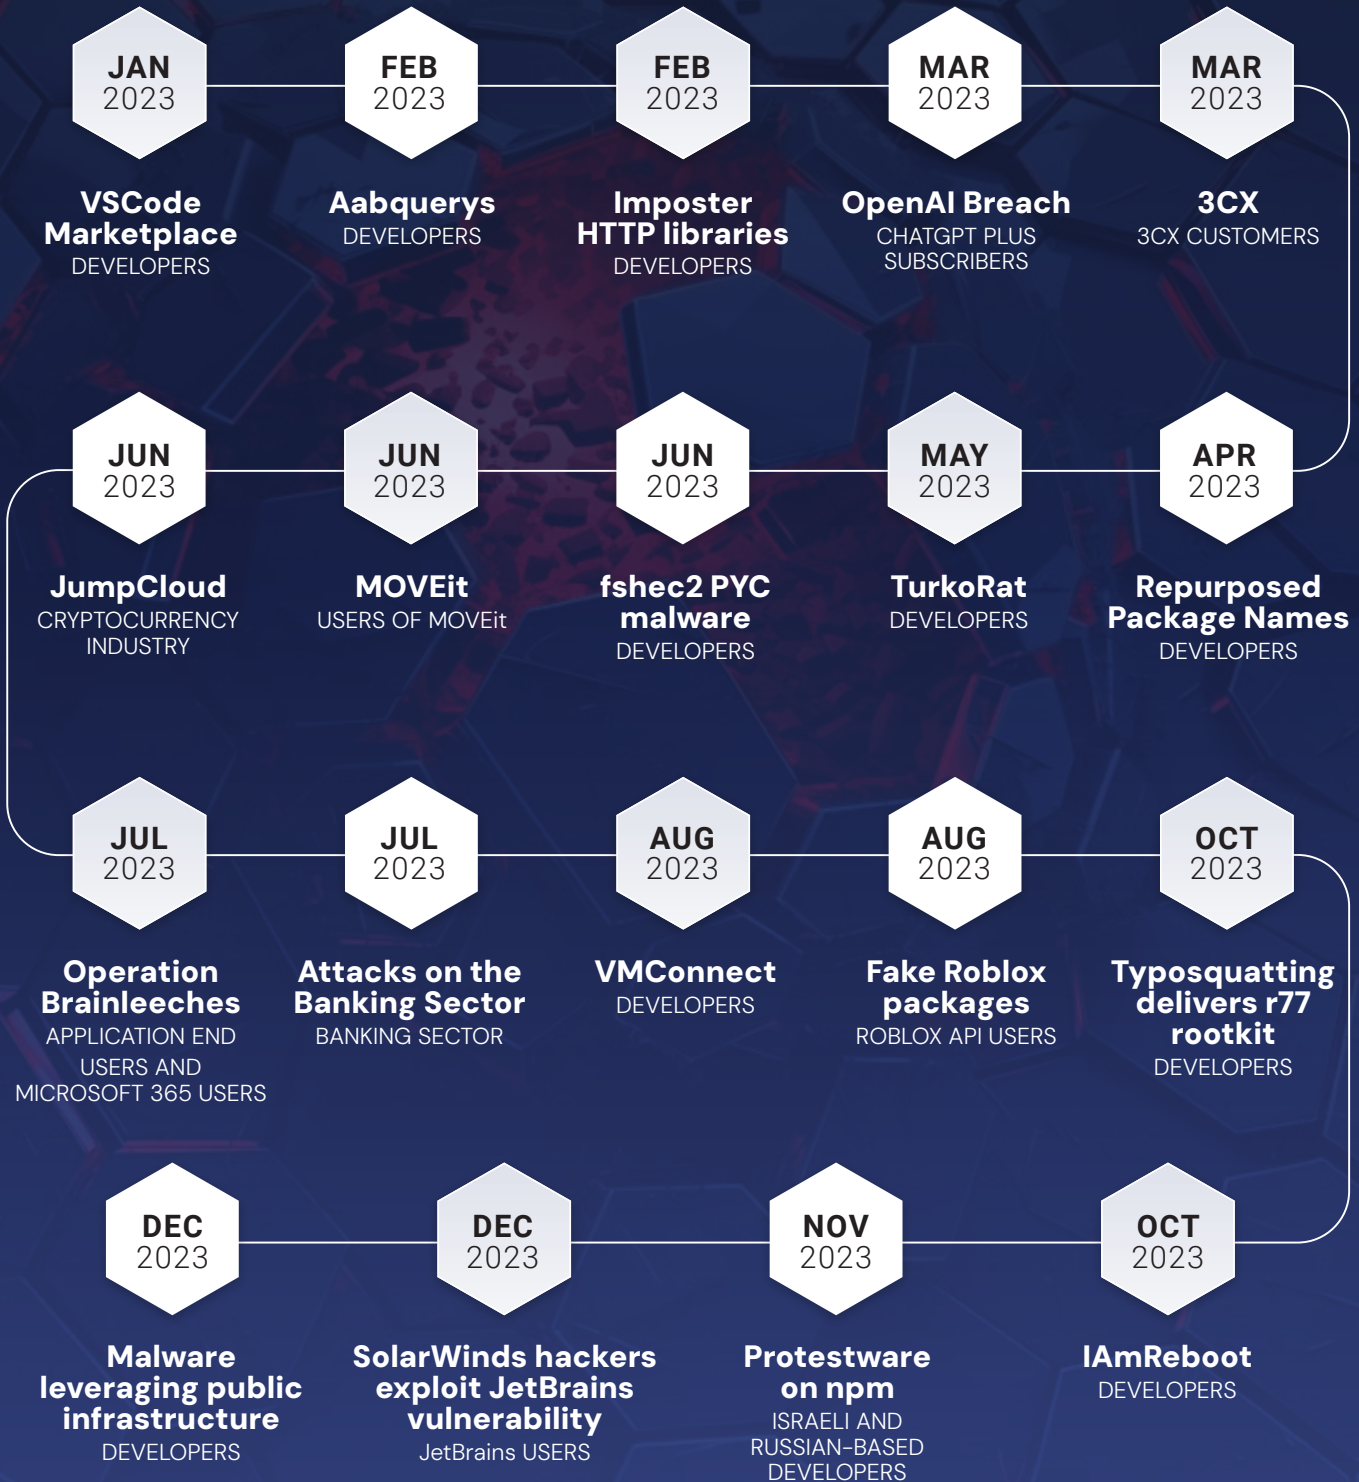 JAN
2023
VSCode
Marketplace
DEVELOPERS
FEB
2023
Aabquerys
DEVELOPERS
FEB
2023
Imposter
HTTP libraries
DEVELOPERS
MAR
2023
OpenAI Breach
CHATGPT PLUS
SUBSCRIBERS
MAR
2023
3CX
3CX CUSTOMERS
APR
2023
Repurposed
Package Names
DEVELOPERS
MAY
2023
TurkoRat
DEVELOPERS
JUN
2023
fshec2 PYC
malware
DEVELOPERS
JUN
2023
MOVEit
USERS OF MOVEit
JUN
2023
JumpCloud
CRYPTOCURRENCY
INDUSTRY
JUL
2023
Operation
Brainleeches
APPLICATION END
USERS AND
MICROSOFT 365 USERS
JUL
2023
Attacks on the
Banking Sector
BANKING SECTOR
AUG
2023
VMConnect
DEVELOPERS
AUG
2023
Fake Roblox
packages
ROBLOX API USERS
OCT
2023
Typosquatting
delivers r77
rootkit
DEVELOPERS
OCT
2023
IAmReboot
DEVELOPERS
NOV
2023
Protestware
on npm
ISRAELI AND
RUSSIAN-BASED
DEVELOPERS
DEC
2023
SolarWinds hackers
exploit JetBrains
vulnerability
JetBrains USERS
DEC
2023
Malware
leveraging public
infrastructure
DEVELOPERS